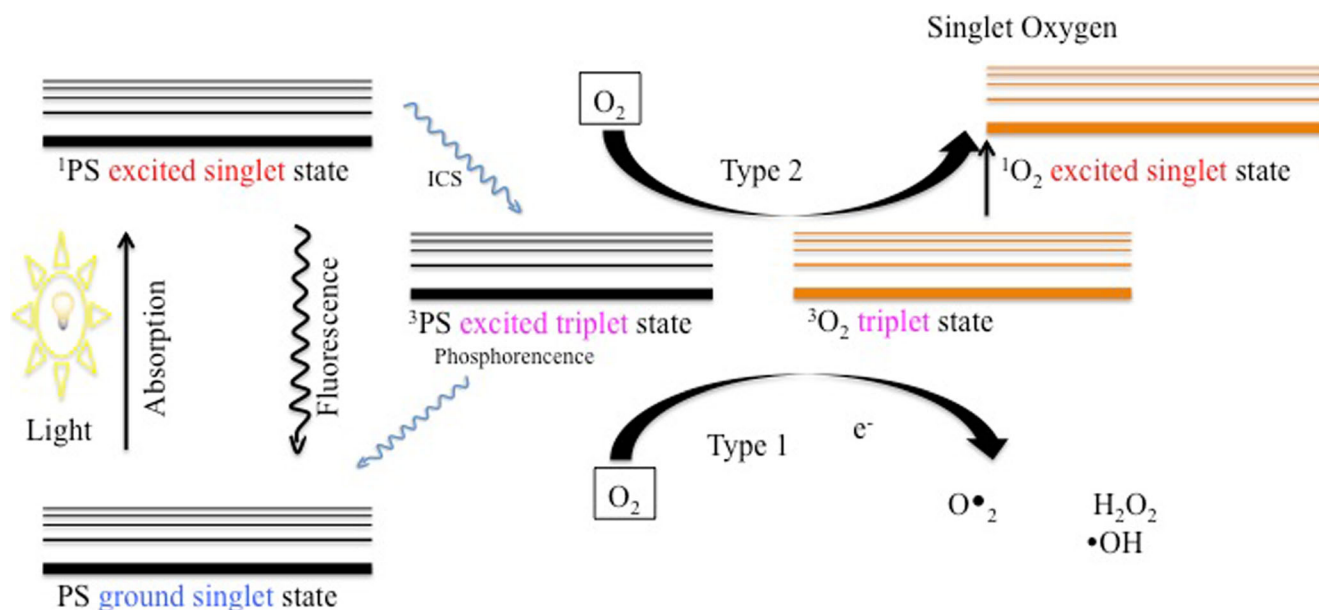 Singlet Oxygen
O₂
¹PS excited singlet state
ICS
Type 2
¹O₂ excited singlet state
Light
Absorption
Fluorescence
³PS excited triplet state
Phosphorencence
³O₂ triplet state
Type 1
e⁻
O₂
O•₂
H₂O₂
•OH
PS ground singlet state